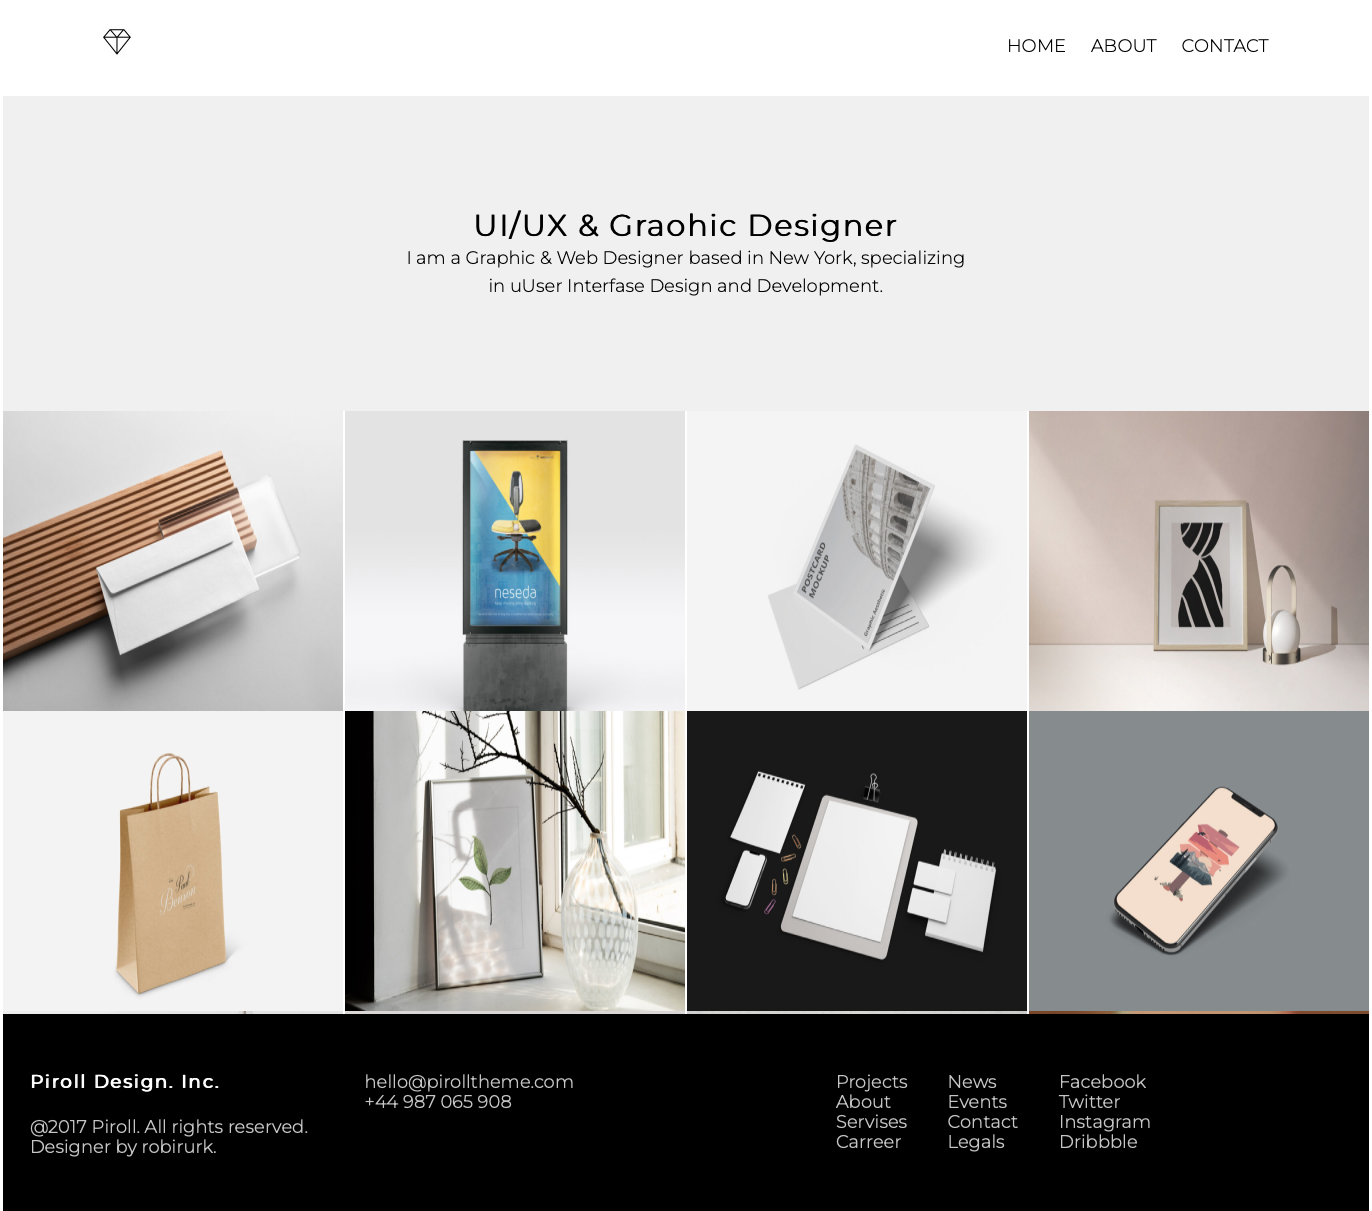 HOME ABOUT CONTACT
UI/UX & Graohic Designer
I am a Graphic & Web Designer based in New York, specializing
in uUser Interfase Design and Development.
neseda
POSTCARD
MOCKUP
Graphic Aesthetic
Piroll Design. Inc.
@2017 Piroll. All rights reserved.
Designer by robirurk.
hello@pirolltheme.com
+44 987 065 908
Projects
About
Servises
Carreer
News
Events
Contact
Legals
Facebook
Twitter
Instagram
Dribbble